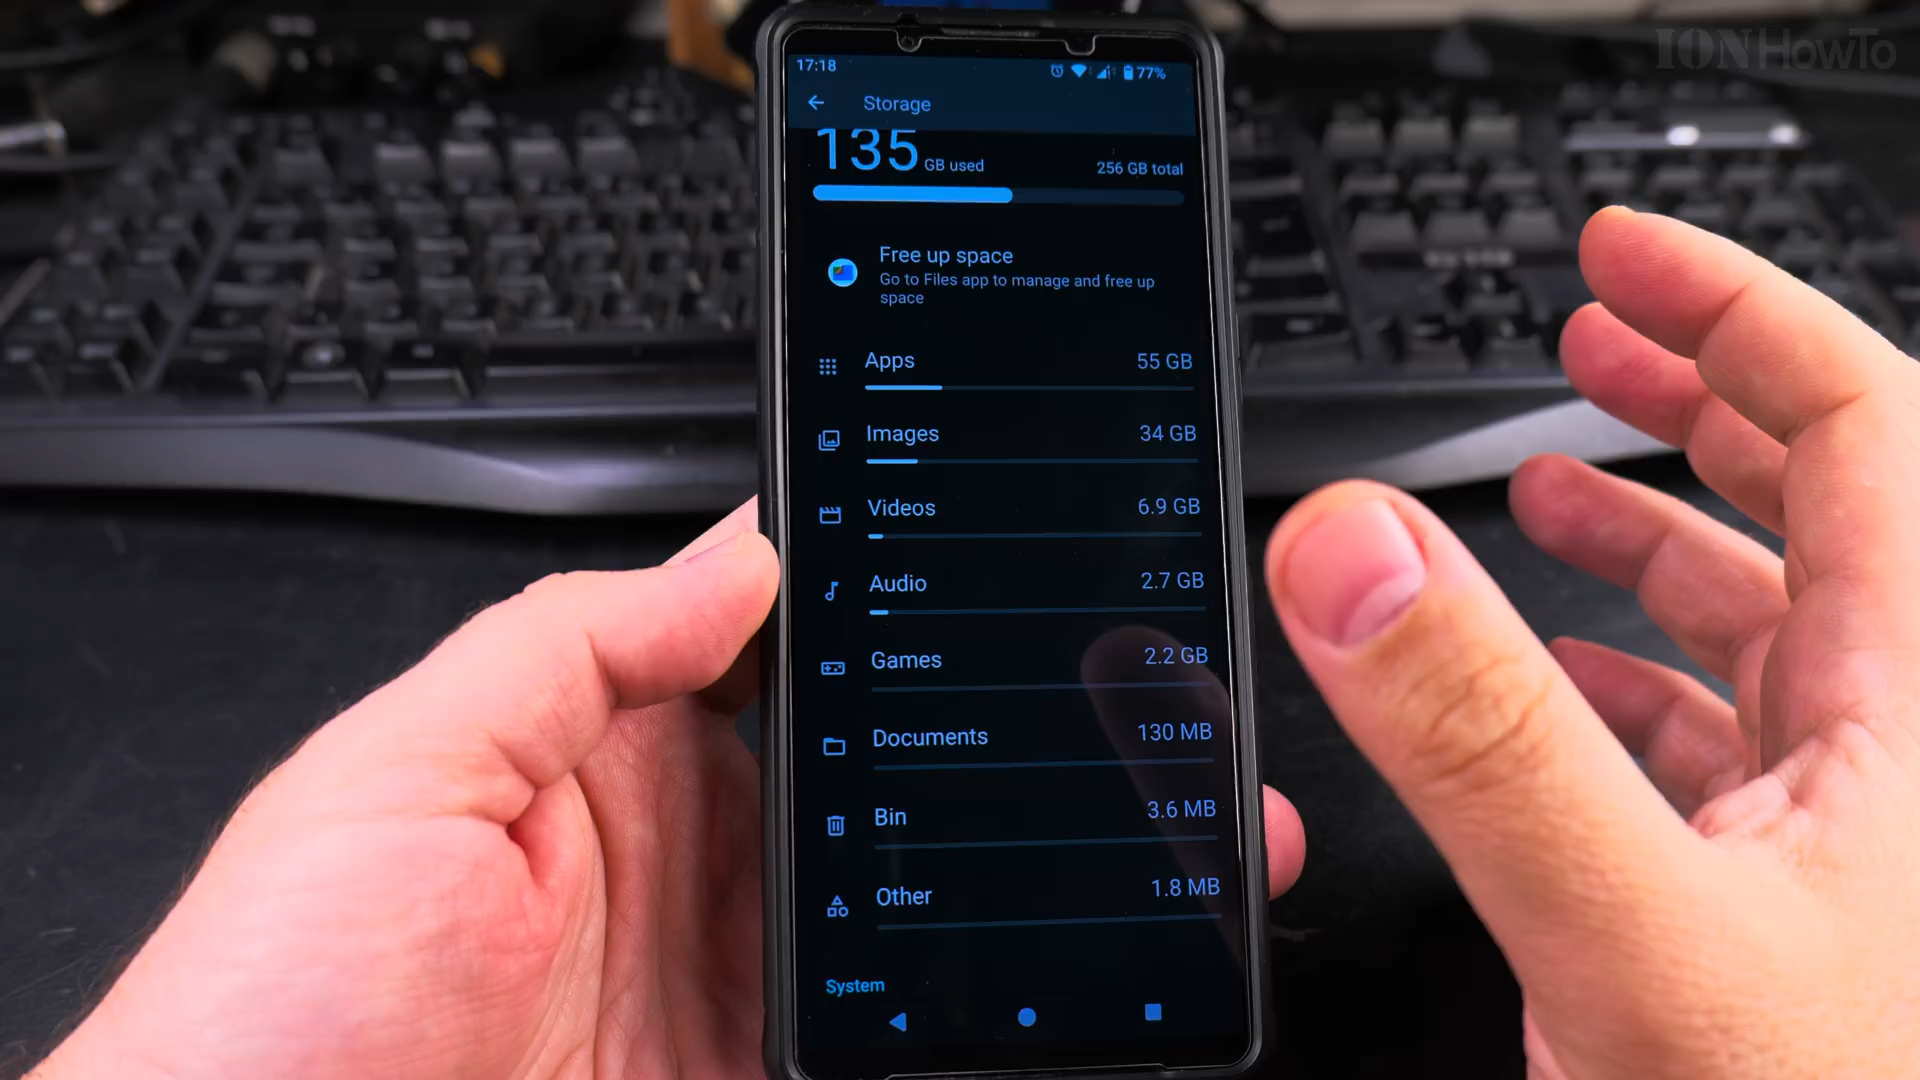 IONHowTo
17:18
77%
Storage
135 GB used
256 GB total
Free up space
Go to Files app to manage and free up
space
Apps 55 GB
Images 34 GB
Videos 6.9 GB
Audio 2.7 GB
Games 2.2 GB
Documents 130 MB
Bin 3.6 MB
Other 1.8 MB
System